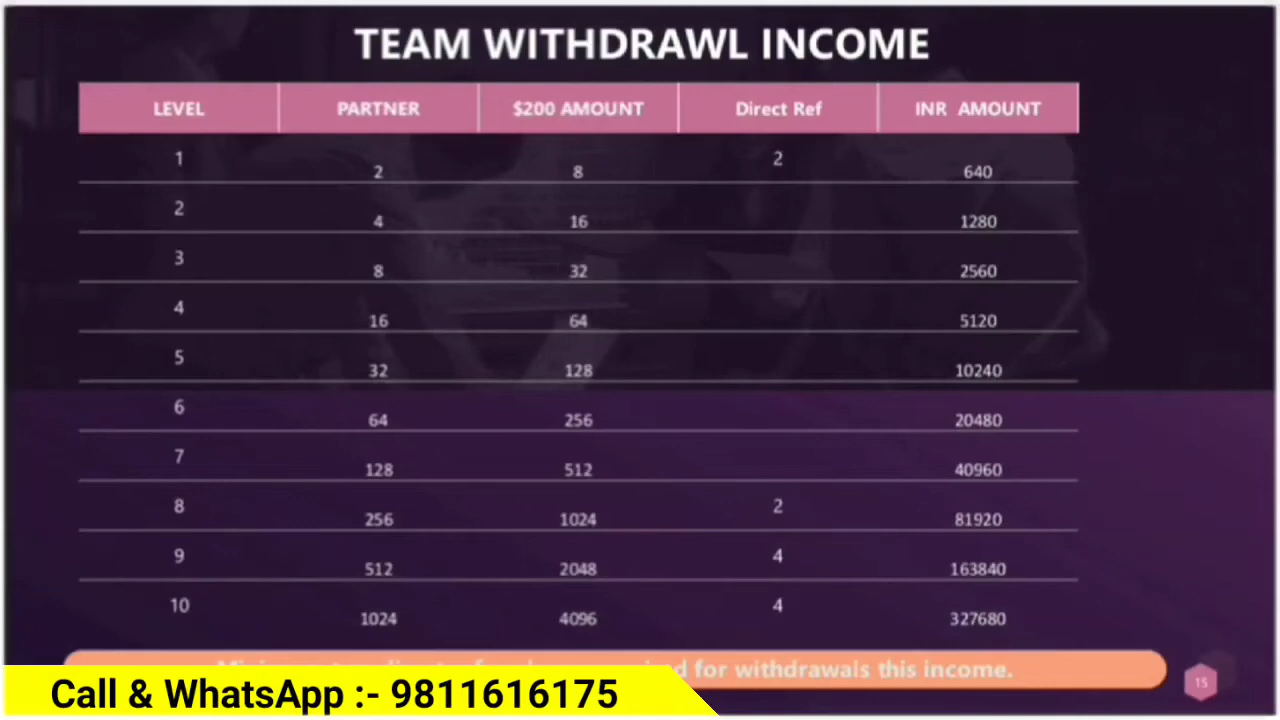 TEAM WITHDRAWL INCOME
LEVEL PARTNER $200 AMOUNT Direct Ref INR AMOUNT
1 2 8 2 640
2 4 16 1280
3 8 32 2560
4 16 64 5120
5 32 128 10240
6 64 256 20480
7 128 512 40960
8 256 1024 2 81920
9 512 2048 4 163840
10 1024 4096 4 327680
for withdrawals this income.
Call & WhatsApp :- 9811616175
15